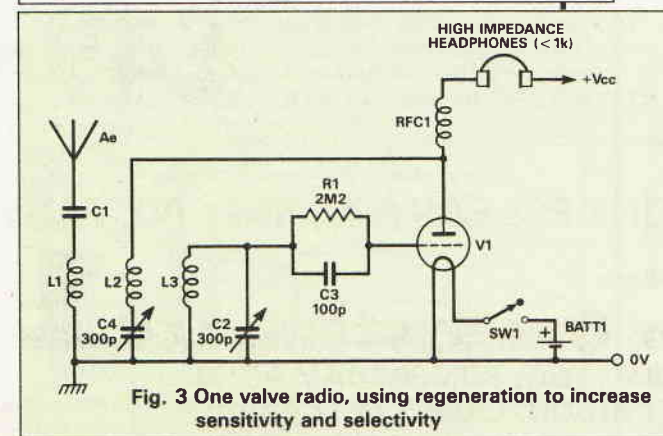 HIGH IMPEDANCE
HEADPHONES (< 1k)
+Vcc
RFC1
Ae
R1
2M2
C1
V1
C3
100p
L1
L2
L3
C4
300p
C2
300p
SW1
+
BATT1
0V
Fig. 3 One valve radio, using regeneration to increase
sensitivity and selectivity